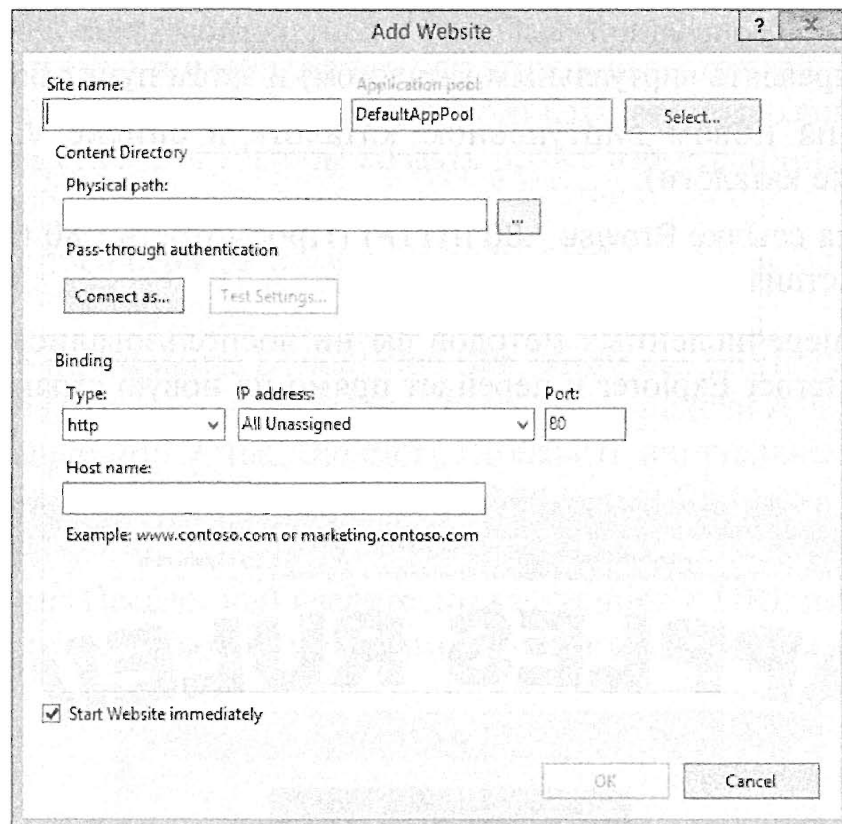 Add Website
? ×
Site name:
Application pool:
DefaultAppPool
Select...
Content Directory
Physical path:
...
Pass-through authentication
Connect as...
Test Settings...
Binding
Type:
IP address:
Port:
http
All Unassigned
80
Host name:
Example: www.contoso.com or marketing.contoso.com
Start Website immediately
OK
Cancel